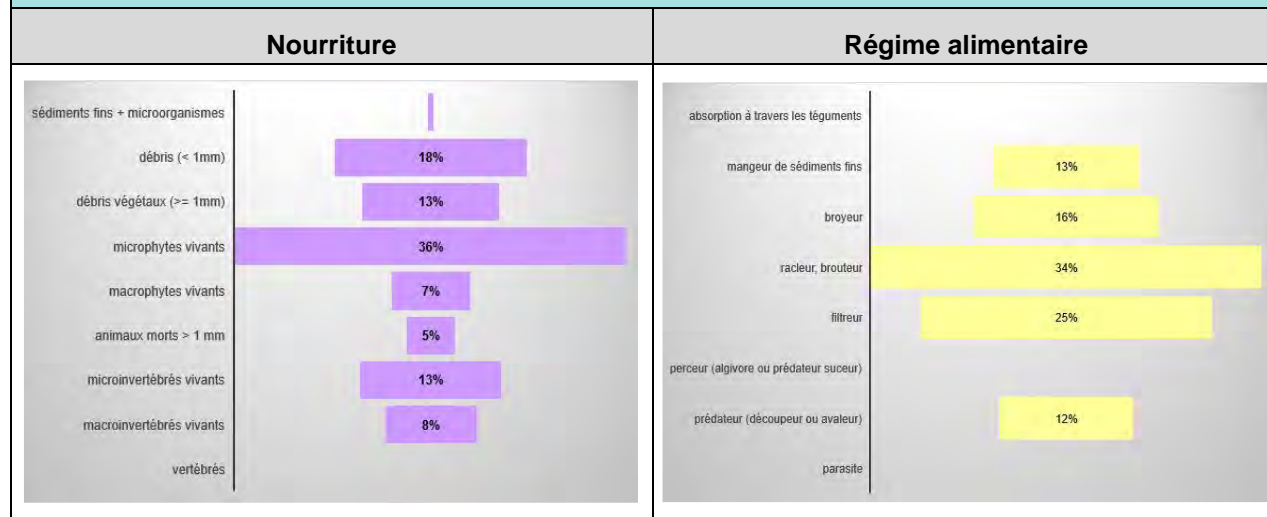 Nourriture
Régime alimentaire
sédiments fins + microorganismes
débris (< 1mm)
18%
débris végétaux (>= 1mm)
13%
microphytes vivants
36%
macrophytes vivants
7%
animaux morts > 1 mm
5%
microinvertébrés vivants
13%
macroinvertébrés vivants
8%
vertébrés
absorption à travers les téguments
mangeur de sédiments fins
13%
broyeur
16%
racleur, brouteur
34%
filtreur
25%
perceur (algivore ou prédateur suceur)
prédateur (découpeur ou avaleur)
12%
parasite